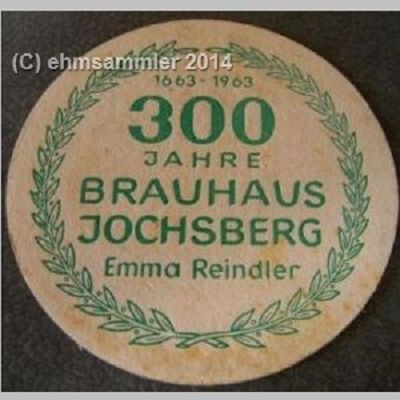 (C) ehmsammler 2014
1663-1963
300
JAHRE
BRAUHAUS
JOCHSBERG
Emma Reindler